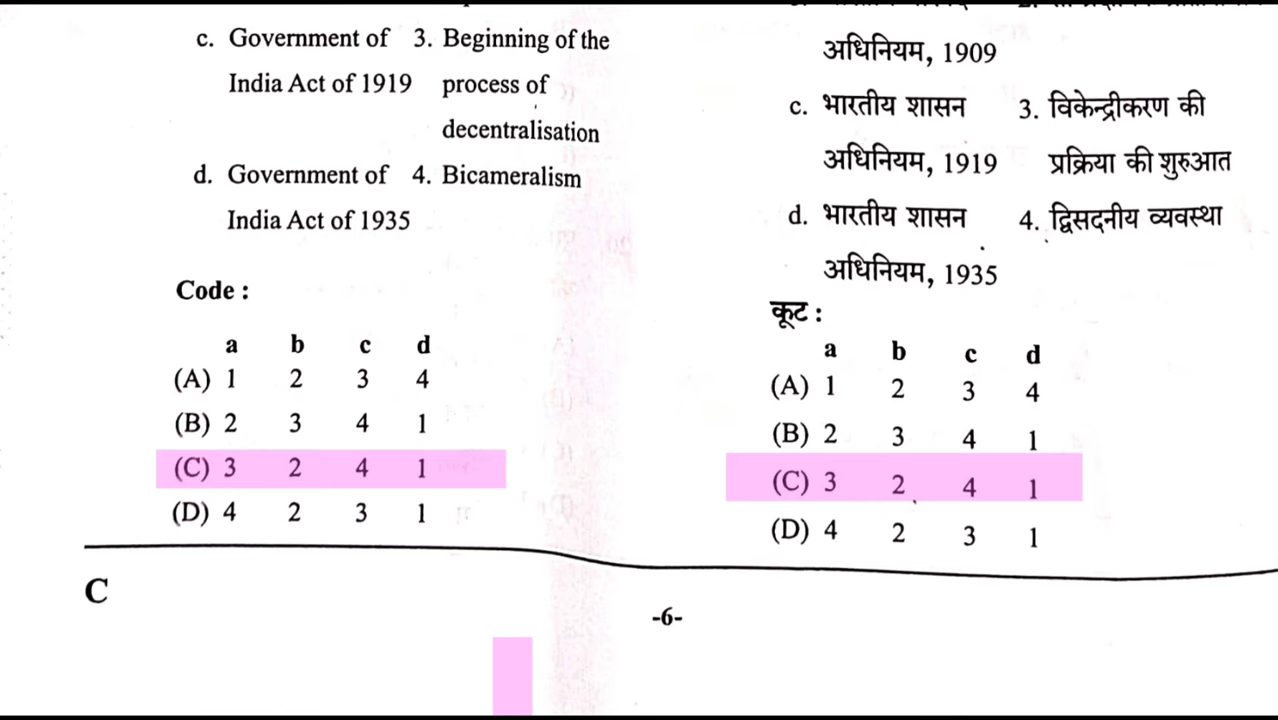 c. Government of 3. Beginning of the
India Act of 1919 process of
decentralisation
d. Government of 4. Bicameralism
India Act of 1935
Code :
a b c d
(A) 1 2 3 4
(B) 2 3 4 1
(C) 3 2 4 1
(D) 4 2 3 1
C
अधिनियम, 1909
c. भारतीय शासन 3. विकेन्द्रीकरण की
अधिनियम, 1919 प्रक्रिया की शुरुआत
d. भारतीय शासन 4. द्विसदनीय व्यवस्था
अधिनियम, 1935
कूट :
a b c d
(A) 1 2 3 4
(B) 2 3 4 1
(C) 3 2 4 1
(D) 4 2 3 1
-6-